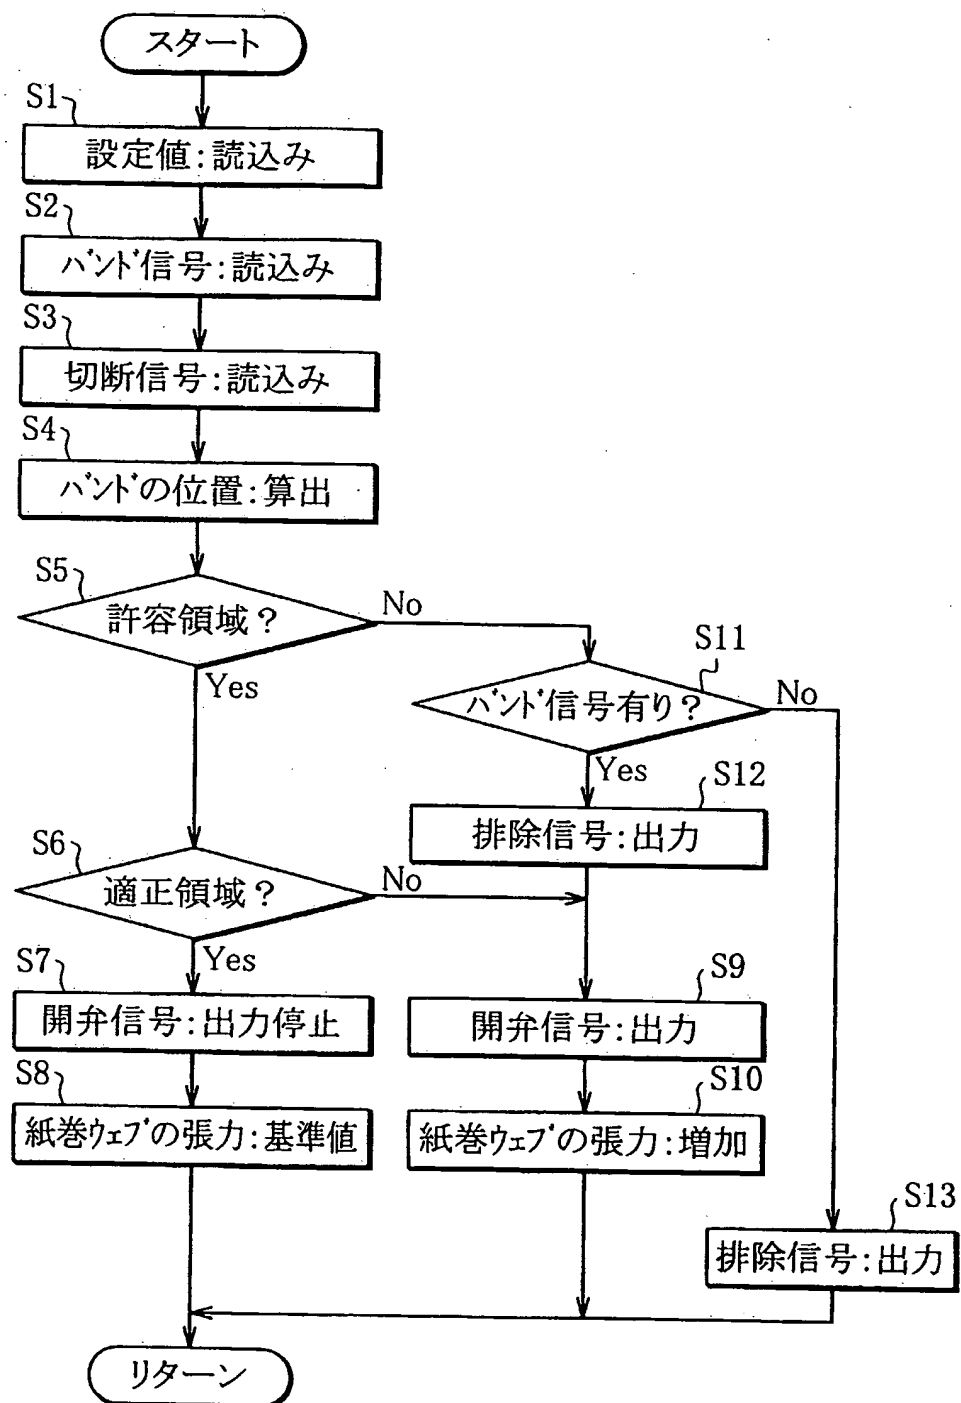 スタート
S1
設定値:読込み
S2
バンド信号:読込み
S3
切断信号:読込み
S4
バンドの位置:算出
S5
許容領域?
No
Yes
S11
バンド信号有り?
No
Yes
S12
排除信号:出力
S6
適正領域?
No
Yes
S7
開弁信号:出力停止
S9
開弁信号:出力
S8
紙巻ウェブの張力:基準値
S10
紙巻ウェブの張力:増加
S13
排除信号:出力
リターン